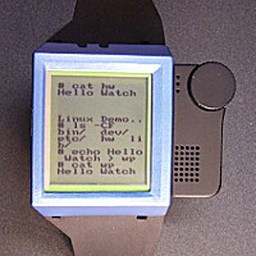 # cat hw
Hello Watch
Linux Demo..
# ls -CF
bin/ dev/
etc/ hw li
b/
# echo Hello
Watch > wp
# cat wp
Hello Watch